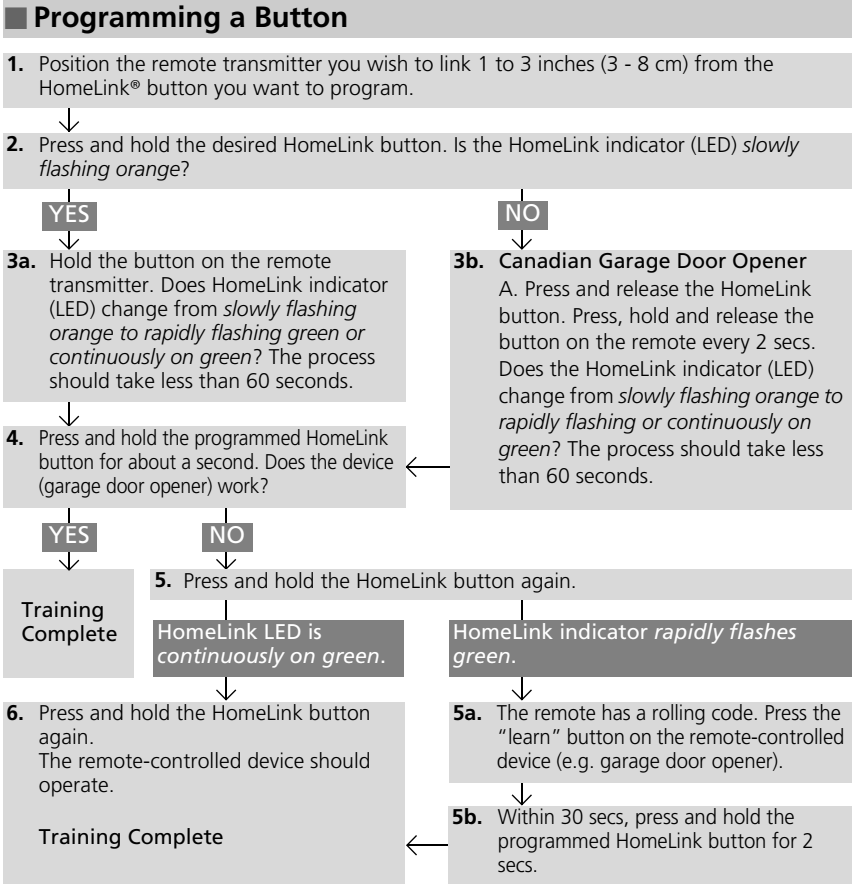 Programming a Button
1. Position the remote transmitter you wish to link 1 to 3 inches (3 - 8 cm) from the
HomeLink® button you want to program.
2. Press and hold the desired HomeLink button. Is the HomeLink indicator (LED) slowly
flashing orange?
YES
NO
3a. Hold the button on the remote
transmitter. Does HomeLink indicator
(LED) change from slowly flashing
orange to rapidly flashing green or
continuously on green? The process
should take less than 60 seconds.
3b. Canadian Garage Door Opener
A. Press and release the HomeLink
button. Press, hold and release the
button on the remote every 2 secs.
Does the HomeLink indicator (LED)
change from slowly flashing orange to
rapidly flashing or continuously on
green? The process should take less
than 60 seconds.
4. Press and hold the programmed HomeLink
button for about a second. Does the device
(garage door opener) work?
YES
NO
Training
Complete
5. Press and hold the HomeLink button again.
HomeLink LED is
continuously on green.
HomeLink indicator rapidly flashes
green.
5a. The remote has a rolling code. Press the
“learn” button on the remote-controlled
device (e.g. garage door opener).
5b. Within 30 secs, press and hold the
programmed HomeLink button for 2
secs.
6. Press and hold the HomeLink button
again.
The remote-controlled device should
operate.
Training Complete